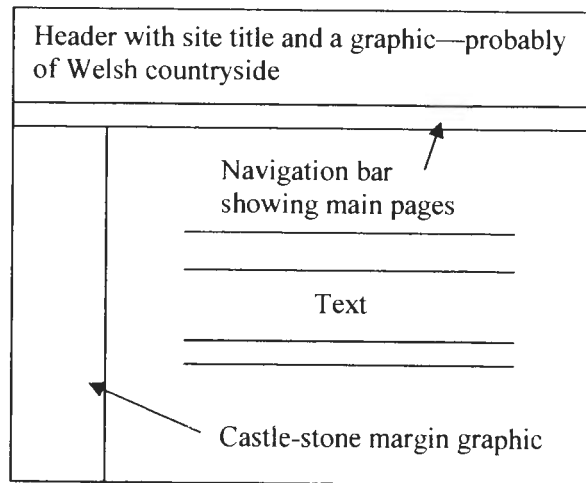 Header with site title and a graphic—probably
of Welsh countryside
Navigation bar
showing main pages
Text
Castle-stone margin graphic